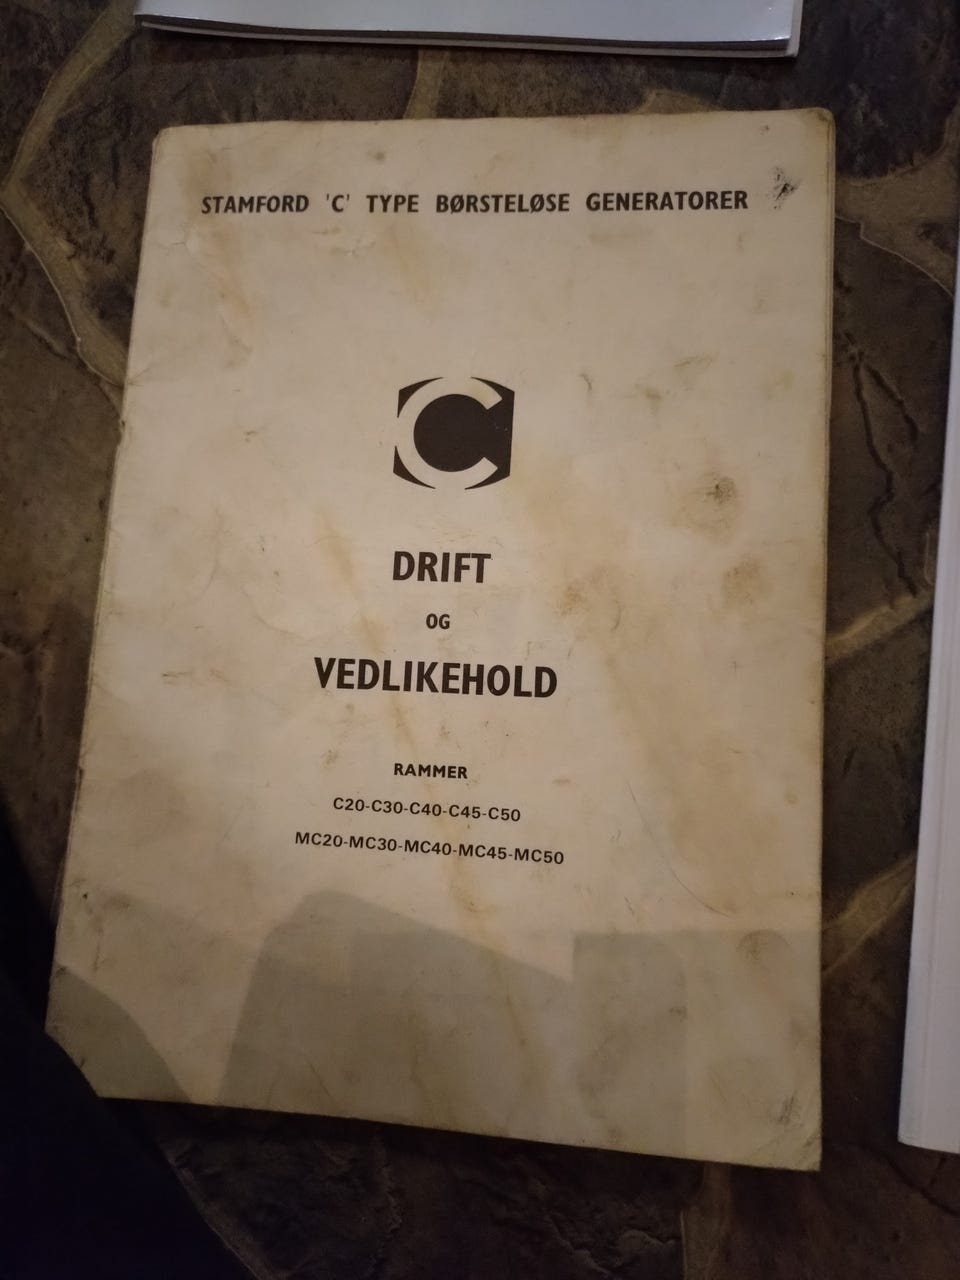 STAMFORD 'C' TYPE BØRSTELØSE GENERATORER
C
DRIFT
OG
VEDLIKEHOLD
RAMMER
C20-C30-C40-C45-C50
MC20-MC30-MC40-MC45-MC50